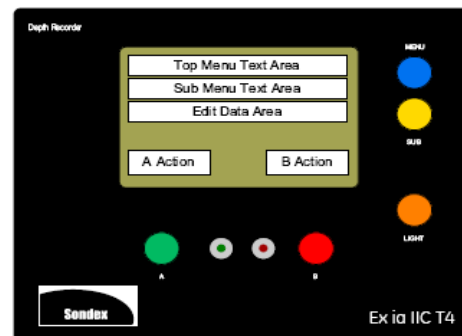 Depth Recorder
MENU
Top Menu Text Area
Sub Menu Text Area
Edit Data Area
SUB
A Action
B Action
LIGHT
A
B
Sondex
Ex ia IIC T4